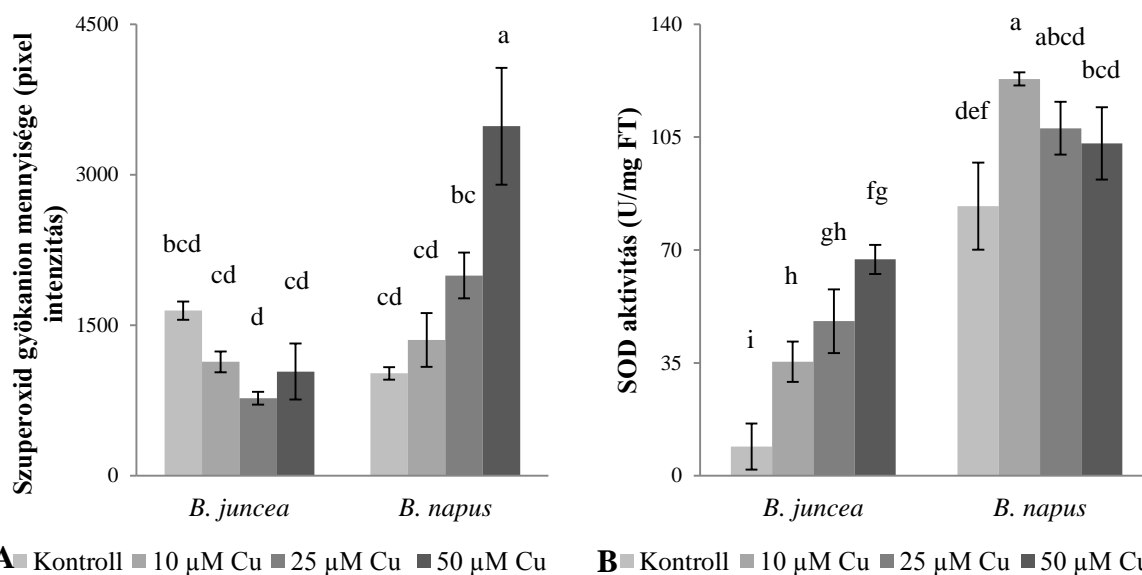 Szuperoxid gyökanion mennyisége (pixel
intenzitás)
4500
3000
1500
0
bcd
cd
d
cd
cd
cd
bc
a
B. juncea
B. napus
A Kontroll 10 µM Cu 25 µM Cu 50 µM Cu
SOD aktivitás (U/mg FT)
140
105
70
35
0
i
h
gh
fg
def
a
abcd
bcd
B. juncea
B. napus
B Kontroll 10 µM Cu 25 µM Cu 50 µM Cu